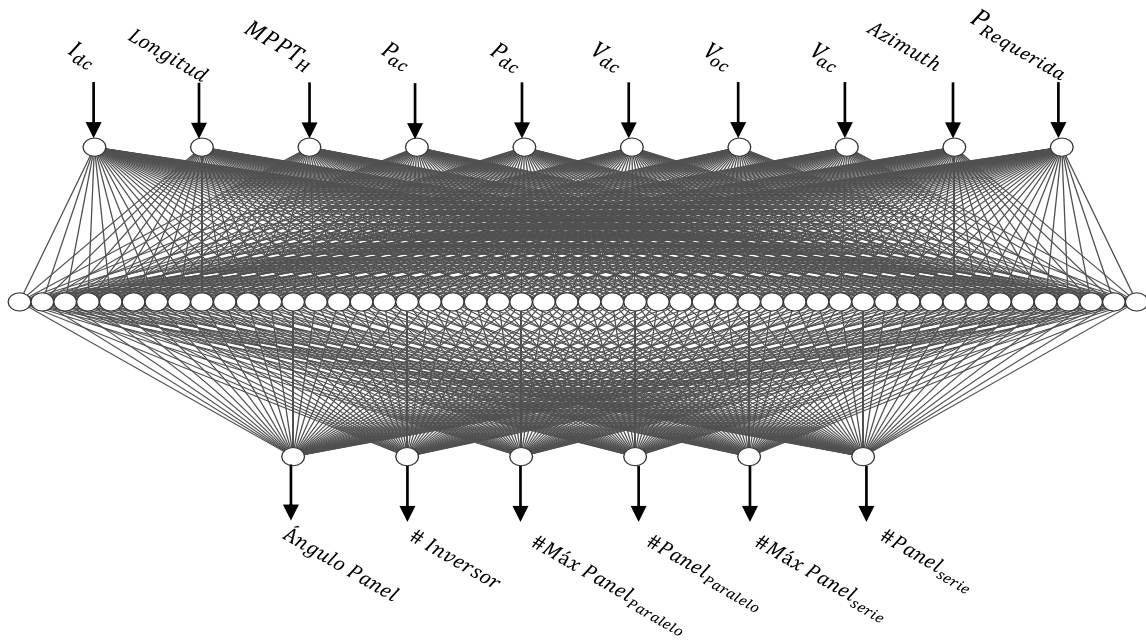 I_dc
Longitud
MPPT_H
P_ac
P_dc
V_dc
V_oc
V_ac
Azimuth
P_Requerida
Ángulo Panel
# Inversor
#Máx Panel_Paralelo
#Panel_Paralelo
#Máx Panel_serie
#Panel_serie